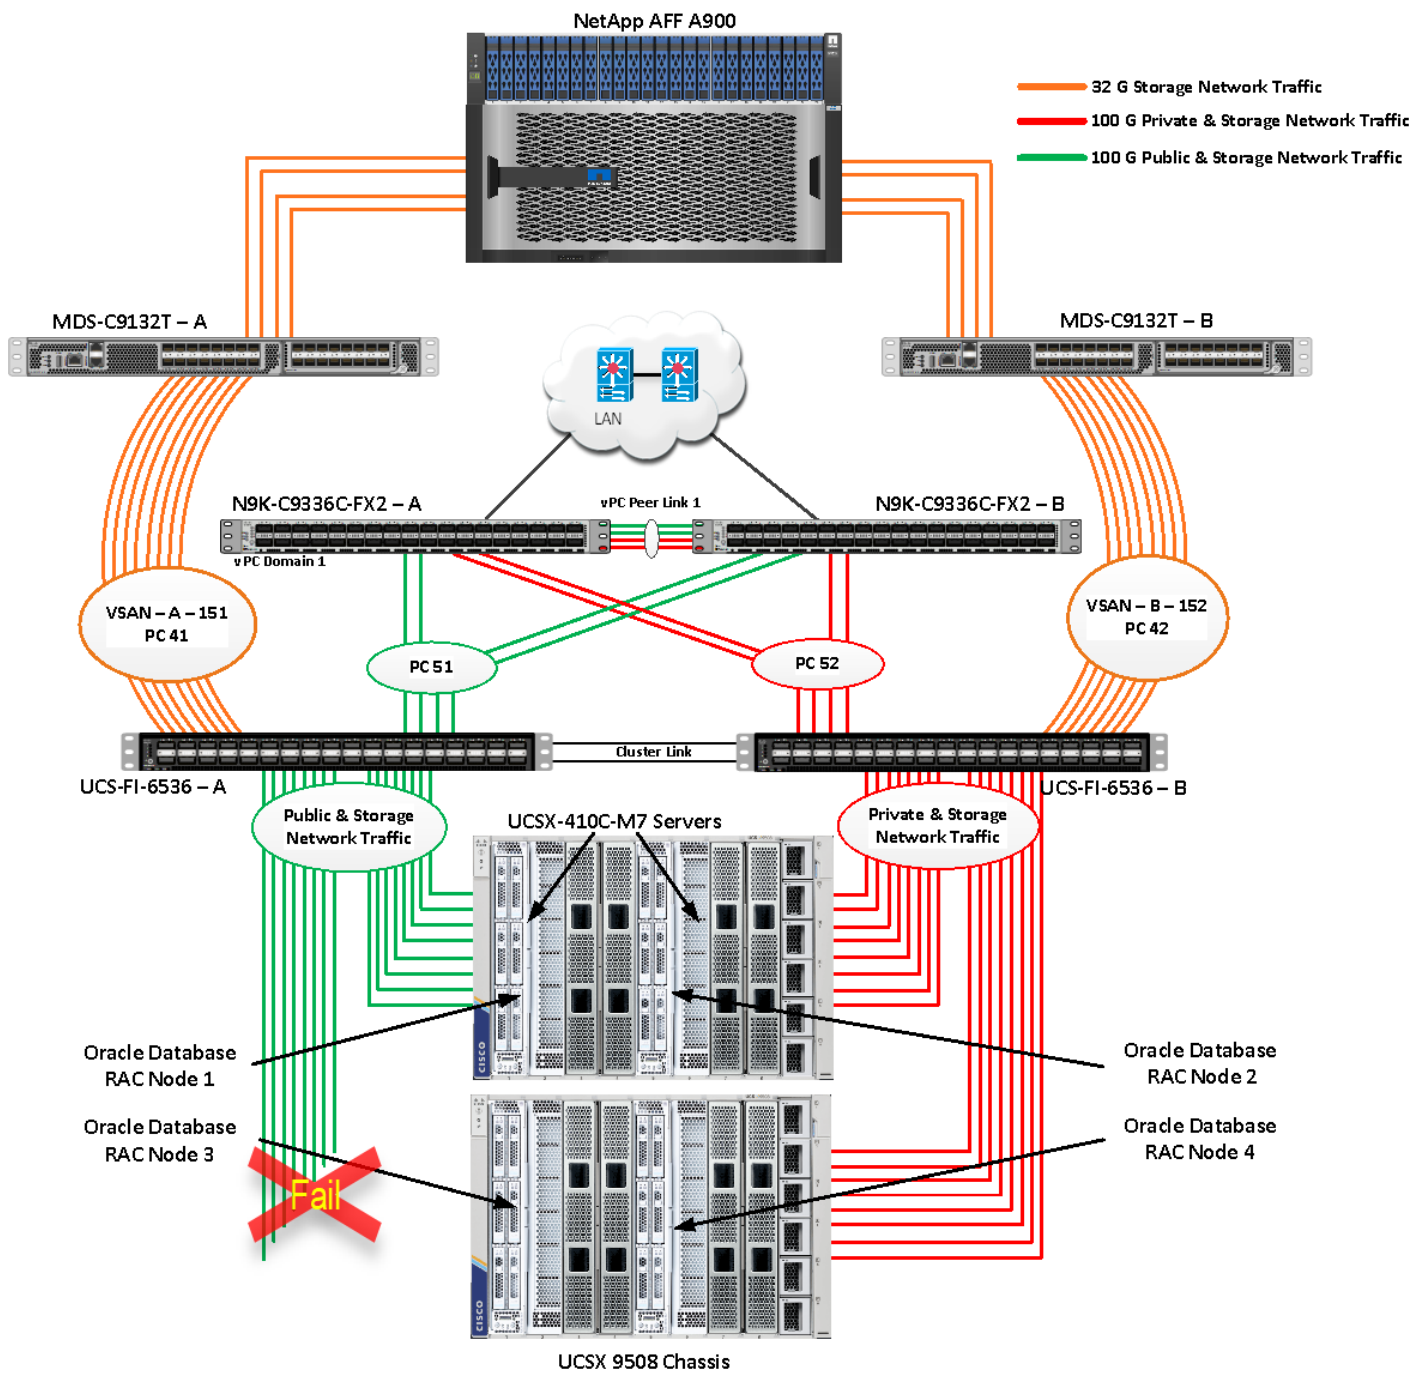 NetApp AFF A900
32 G Storage Network Traffic
100 G Private & Storage Network Traffic
100 G Public & Storage Network Traffic
MDS-C9132T – A
MDS-C9132T – B
LAN
N9K-C9336C-FX2 – A
vPC Peer Link 1
N9K-C9336C-FX2 – B
vPC Domain 1
VSAN – A – 151
PC 41
VSAN – B – 152
PC 42
PC 51
PC 52
Cluster Link
UCS-FI-6536 – A
UCS-FI-6536 – B
Public & Storage
Network Traffic
Private & Storage
Network Traffic
UCSX-410C-M7 Servers
Oracle Database
RAC Node 1
Oracle Database
RAC Node 2
CISCO
Oracle Database
RAC Node 3
Oracle Database
RAC Node 4
Fail
CISCO
UCSX 9508 Chassis